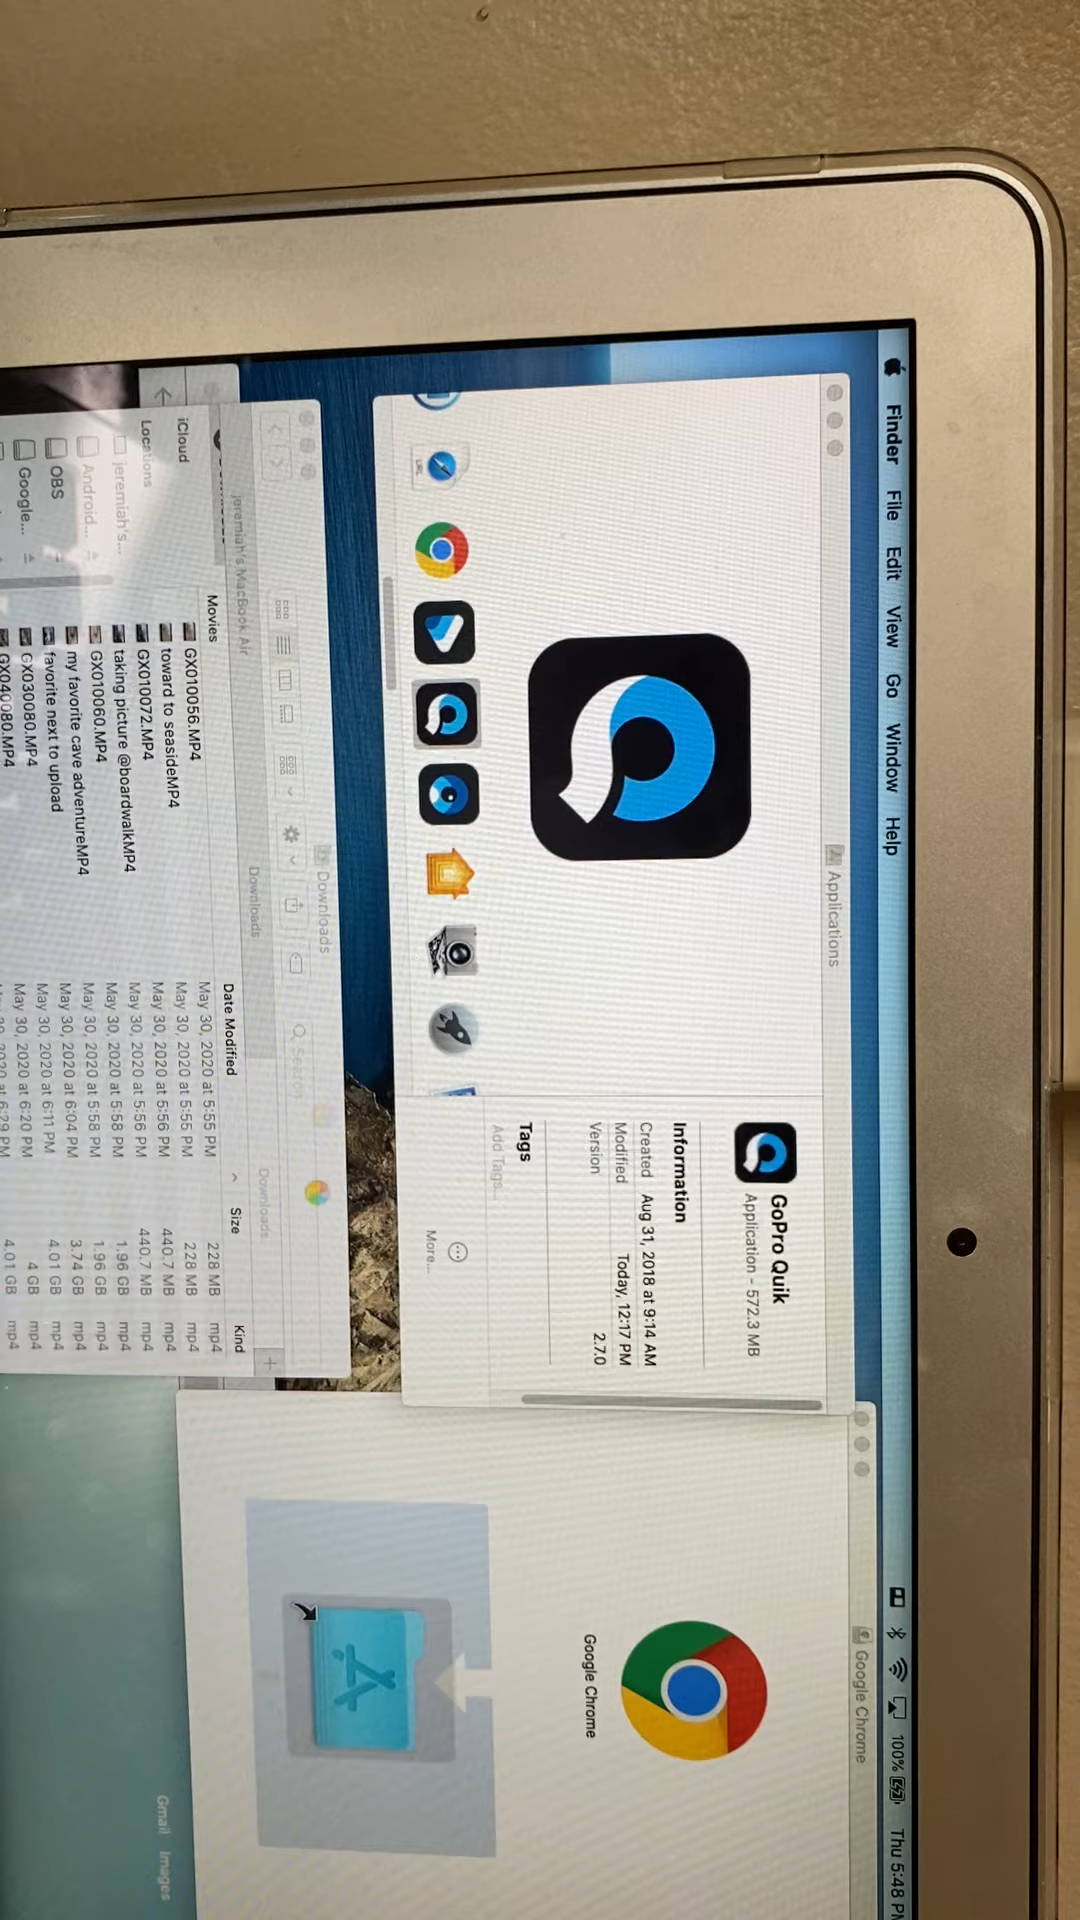 Finder File Edit View Go Window Help
100% Thu 5:48 PM
Applications
GoPro Quik
Application - 572.3 MB
Information
Created Aug 31, 2018 at 9:14 AM
Modified Today, 12:17 PM
Version 2.7.0
Tags
Add Tags...
More...
URL
Google Chrome
Google Chrome
Downloads
Search
jeremiah's MacBook Air
Downloads
Downloads
iCloud
Locations
jeremiah's...
Android...
OBS
Google...
Movies Date Modified Size Kind
GX010056.MP4 May 30, 2020 at 5:55 PM 228 MB mp4
toward to seasideMP4 May 30, 2020 at 5:55 PM 228 MB mp4
GX010072.MP4 May 30, 2020 at 5:56 PM 440.7 MB mp4
taking picture @boardwalkMP4 May 30, 2020 at 5:56 PM 440.7 MB mp4
GX010060.MP4 May 30, 2020 at 5:58 PM 1.96 GB mp4
my favorite cave adventureMP4 May 30, 2020 at 5:58 PM 1.96 GB mp4
favorite next to upload May 30, 2020 at 6:04 PM 3.74 GB mp4
GX030080.MP4 May 30, 2020 at 6:11 PM 4.01 GB mp4
GX040080.MP4 May 30, 2020 at 6:20 PM 4 GB mp4
4.01 GB mp4
Gmail Images